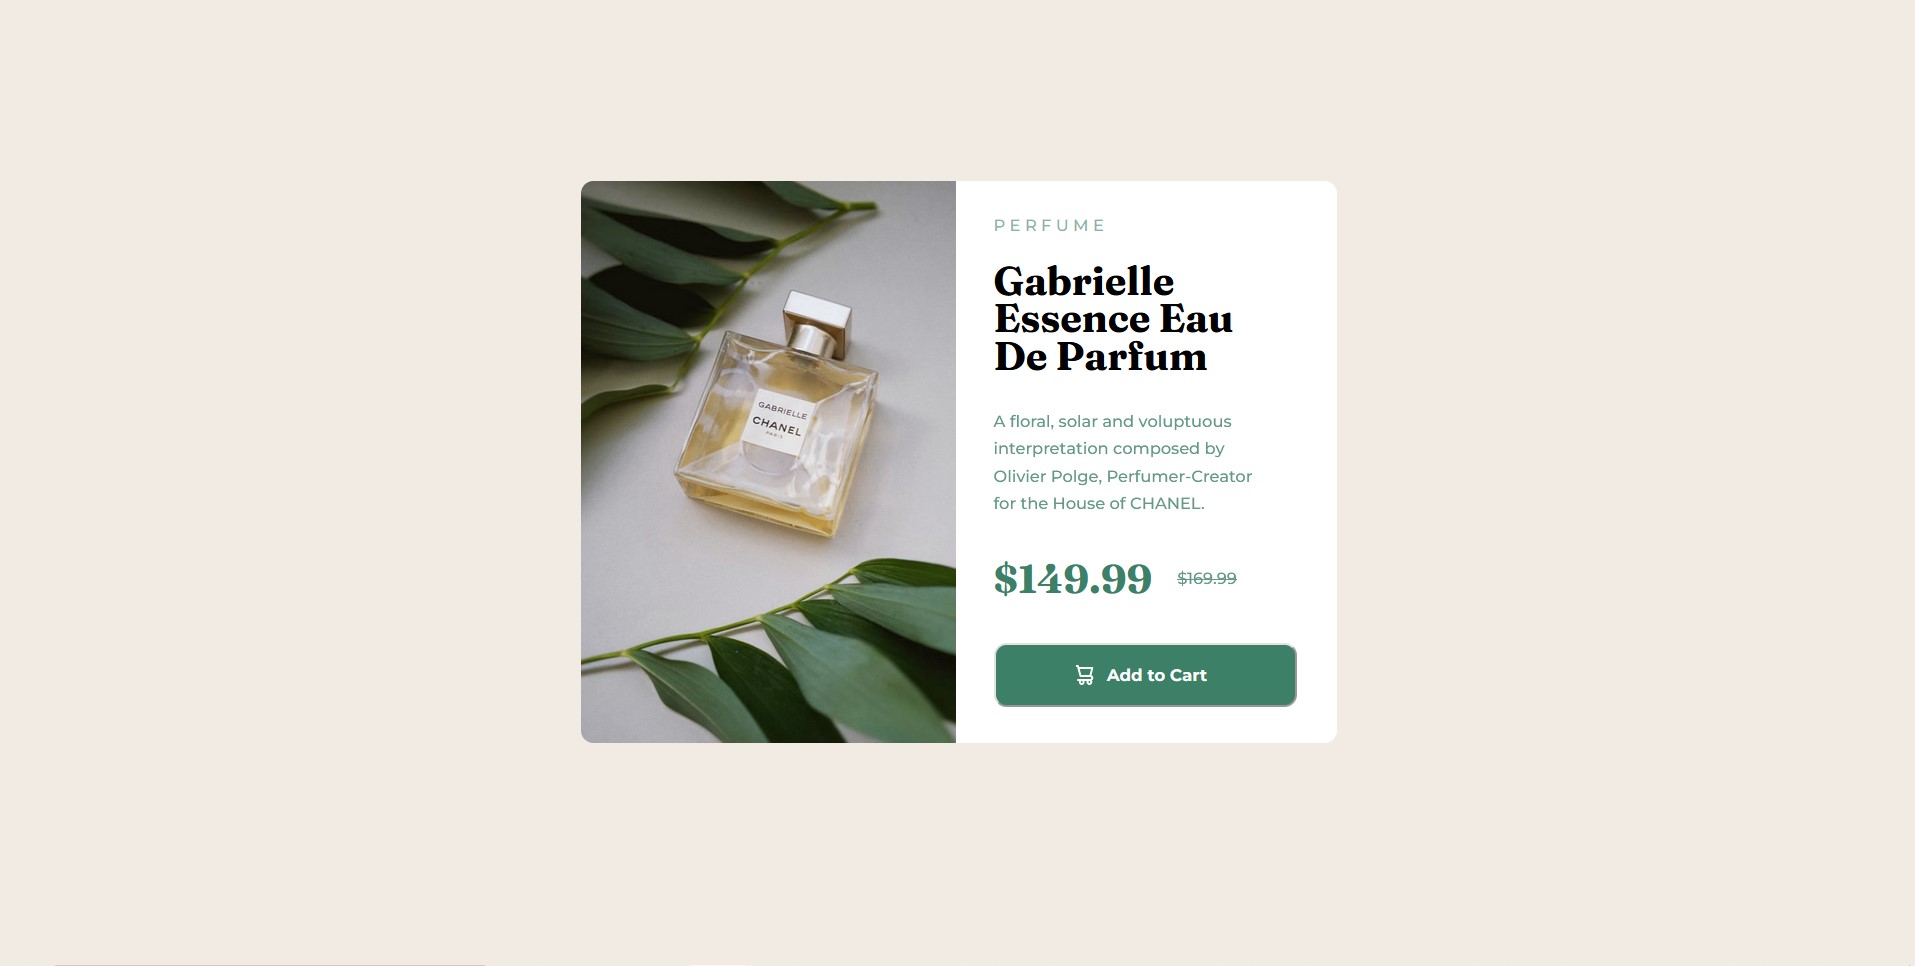 GABRIELLE
CHANEL
PARIS
PERFUME
Gabrielle
Essence Eau
De Parfum
A floral, solar and voluptuous
interpretation composed by
Olivier Polge, Perfumer-Creator
for the House of CHANEL.
$149.99 $169.99
Add to Cart